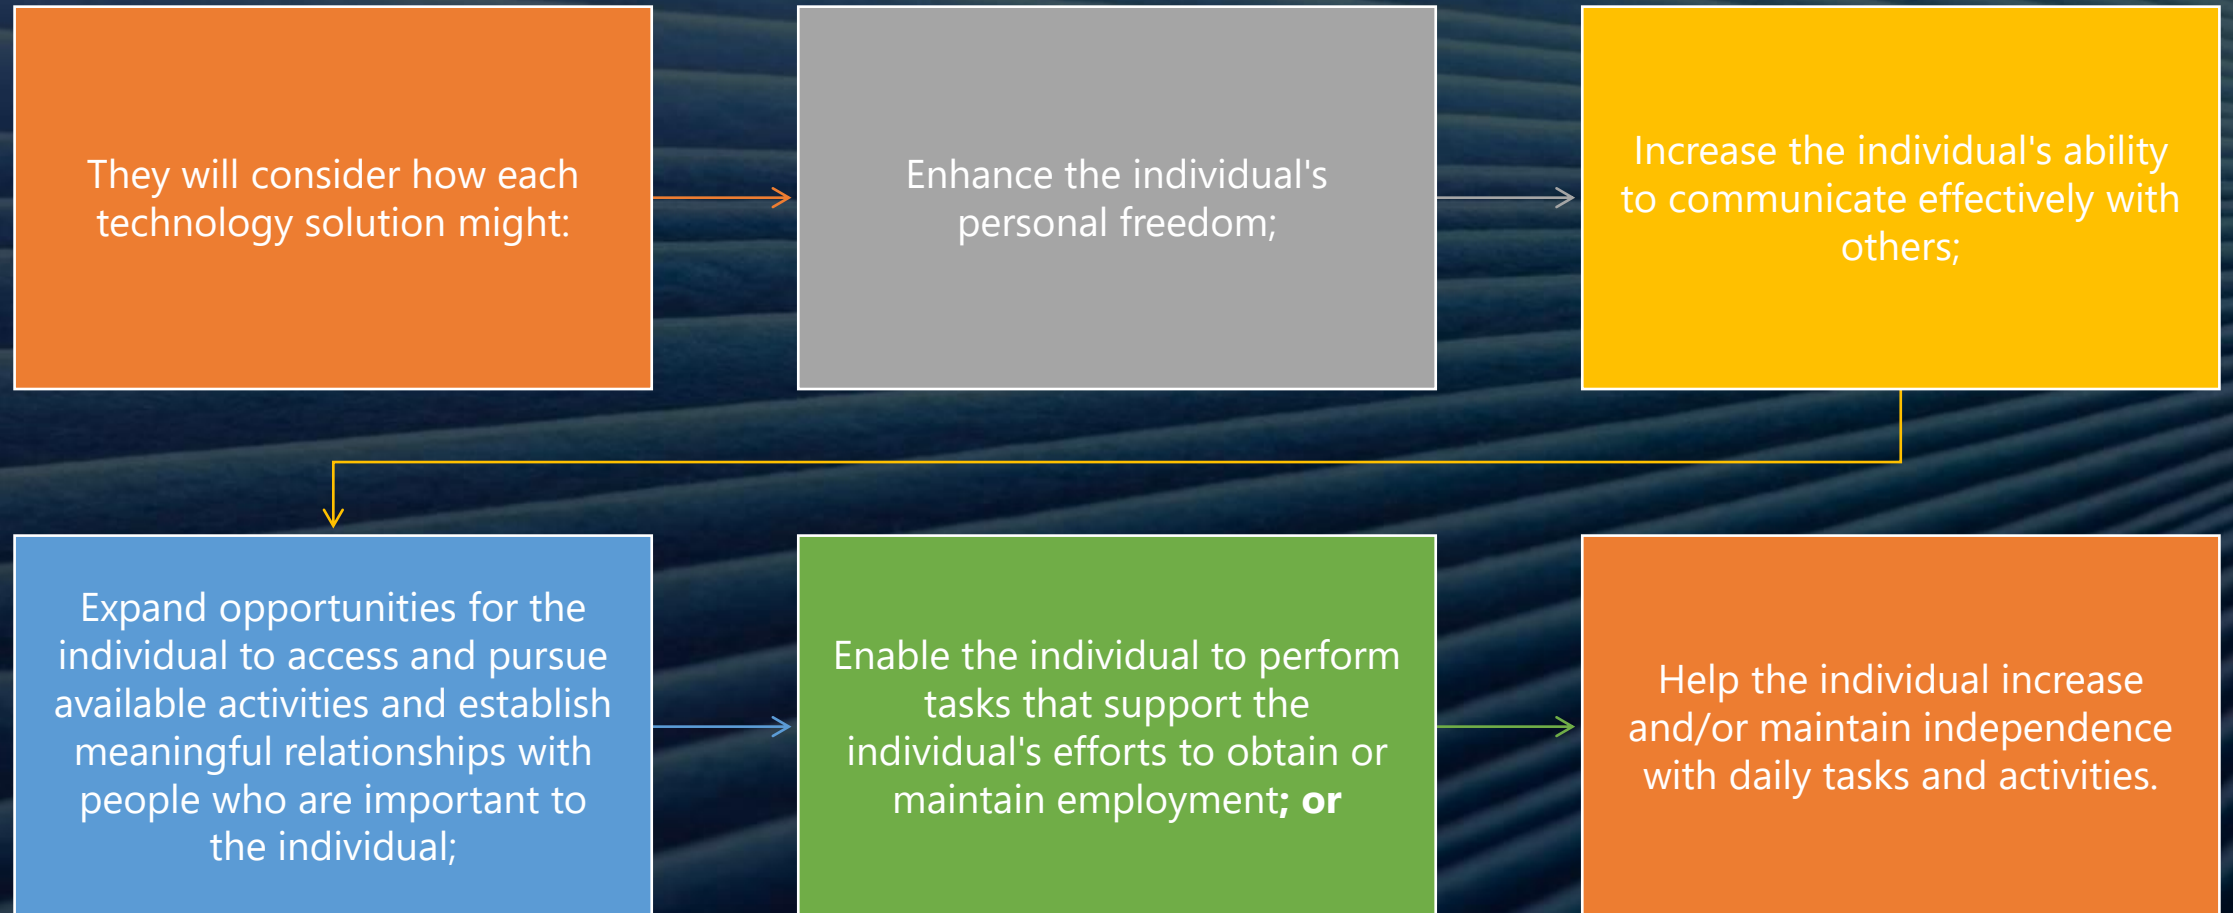 They will consider how each
technology solution might:
Enhance the individual's
personal freedom;
Increase the individual's ability
to communicate effectively with
others;
Expand opportunities for the
individual to access and pursue
available activities and establish
meaningful relationships with
people who are important to
the individual;
Enable the individual to perform
tasks that support the
individual's efforts to obtain or
maintain employment; or
Help the individual increase
and/or maintain independence
with daily tasks and activities.